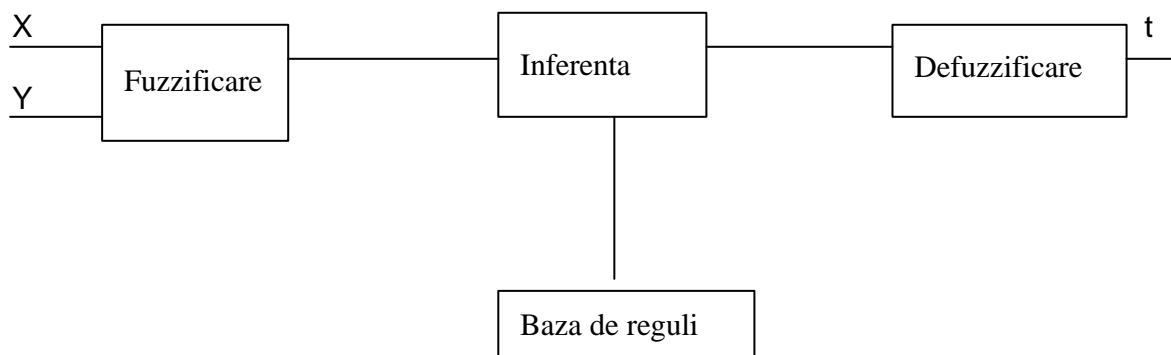 X
Y
Fuzzificare
Inferenta
Defuzzificare
t
Baza de reguli